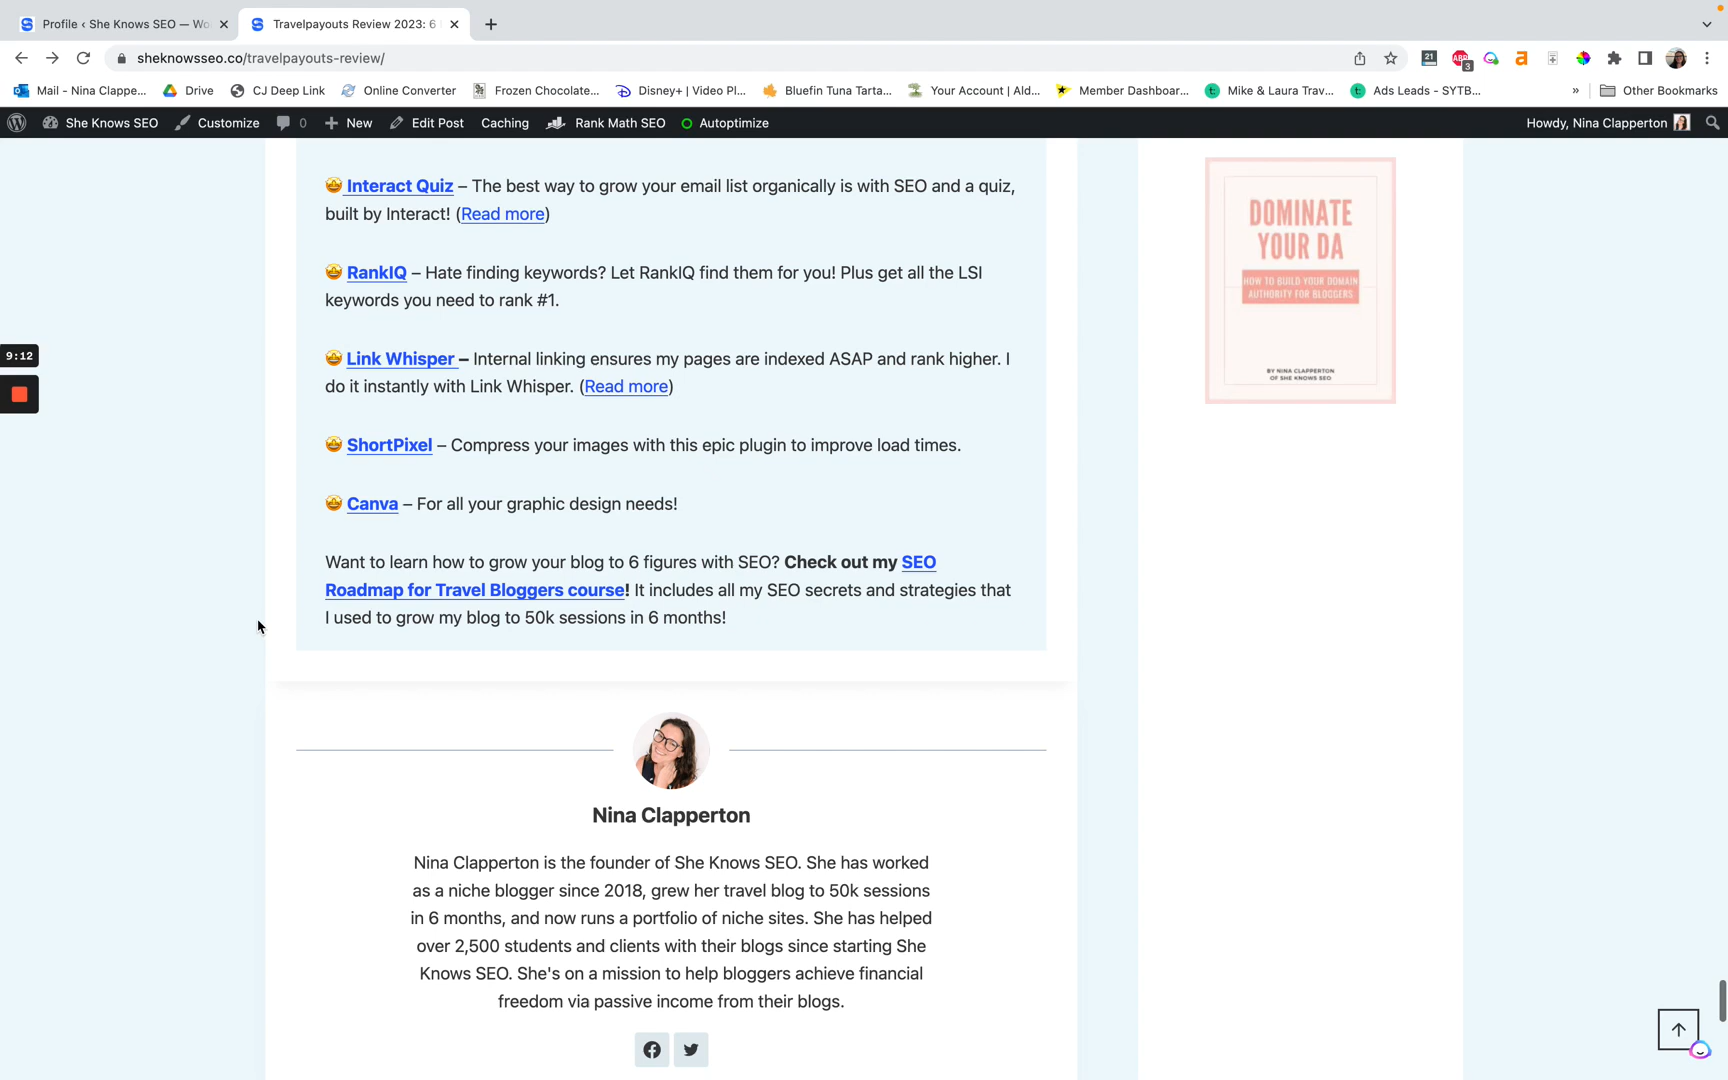 Profile ‹ She Knows SEO — Wo
Travelpayouts Review 2023: 6
sheknowsseo.co/travelpayouts-review/
21
ABP
3
Mail - Nina Clappe...
Drive
CJ Deep Link
Online Converter
Frozen Chocolate...
Disney+ | Video Pl...
Bluefin Tuna Tarta...
Your Account | Ald...
Member Dashboar...
Mike & Laura Trav...
Ads Leads - SYTB...
»
Other Bookmarks
She Knows SEO
Customize
0
New
Edit Post
Caching
Rank Math SEO
Autoptimize
Howdy, Nina Clapperton
Interact Quiz – The best way to grow your email list organically is with SEO and a quiz,
built by Interact! (Read more)
RankIQ – Hate finding keywords? Let RankIQ find them for you! Plus get all the LSI
keywords you need to rank #1.
Link Whisper – Internal linking ensures my pages are indexed ASAP and rank higher. I
do it instantly with Link Whisper. (Read more)
ShortPixel – Compress your images with this epic plugin to improve load times.
Canva – For all your graphic design needs!
Want to learn how to grow your blog to 6 figures with SEO? Check out my SEO
Roadmap for Travel Bloggers course! It includes all my SEO secrets and strategies that
I used to grow my blog to 50k sessions in 6 months!
9:12
DOMINATE
YOUR DA
HOW TO BUILD YOUR DOMAIN
AUTHORITY FOR BLOGGERS
BY NINA CLAPPERTON
OF SHE KNOWS SEO
Nina Clapperton
Nina Clapperton is the founder of She Knows SEO. She has worked
as a niche blogger since 2018, grew her travel blog to 50k sessions
in 6 months, and now runs a portfolio of niche sites. She has helped
over 2,500 students and clients with their blogs since starting She
Knows SEO. She's on a mission to help bloggers achieve financial
freedom via passive income from their blogs.